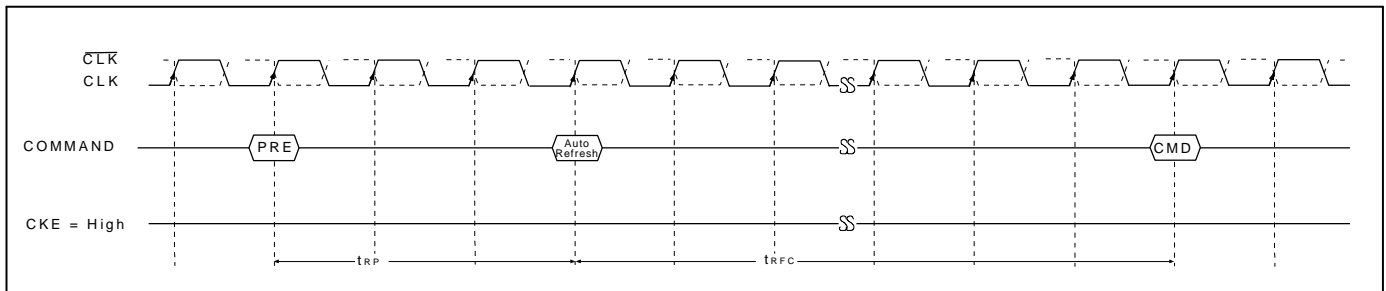 CLK
CLK
COMMAND
PRE
Auto
Refresh
CMD
CKE = High
tRP
tRFC